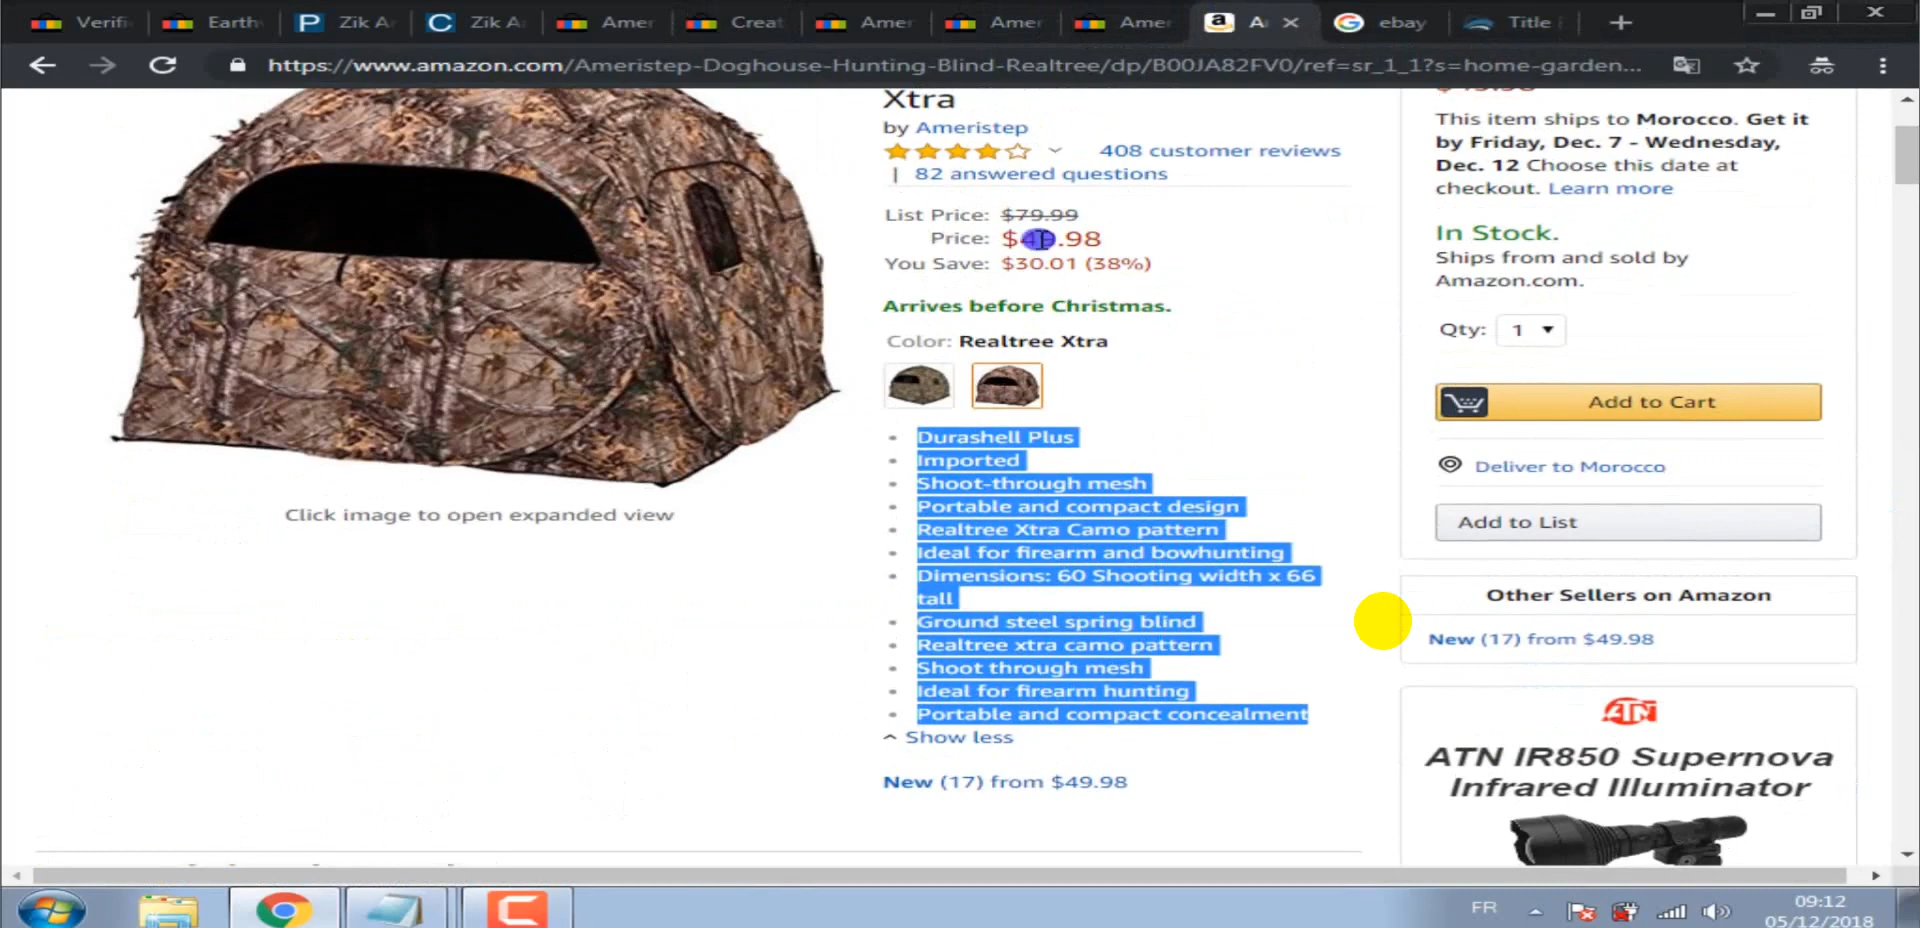 Verifi
Earthw
Zik A
Zik A
Amer
Creat
Amer
Amer
Amer
A
ebay
Title
https://www.amazon.com/Ameristep-Doghouse-Hunting-Blind-Realtree/dp/B00JA82FV0/ref=sr_1_1?s=home-garden...
Xtra
by Ameristep
408 customer reviews
| 82 answered questions
List Price: $79.99
Price: $49.98
You Save: $30.01 (38%)
Arrives before Christmas.
Color: Realtree Xtra
Durashell Plus
Imported
Shoot-through mesh
Portable and compact design
Realtree Xtra Camo pattern
Ideal for firearm and bowhunting
Dimensions: 60 Shooting width x 66
tall
Ground steel spring blind
Realtree xtra camo pattern
Shoot through mesh
Ideal for firearm hunting
Portable and compact concealment
Show less
New (17) from $49.98
Click image to open expanded view
This item ships to Morocco. Get it
by Friday, Dec. 7 - Wednesday,
Dec. 12 Choose this date at
checkout. Learn more
In Stock.
Ships from and sold by
Amazon.com.
Qty: 1
Add to Cart
Deliver to Morocco
Add to List
Other Sellers on Amazon
New (17) from $49.98
ATN
ATN IR850 Supernova
Infrared Illuminator
FR
09:12
05/12/2018